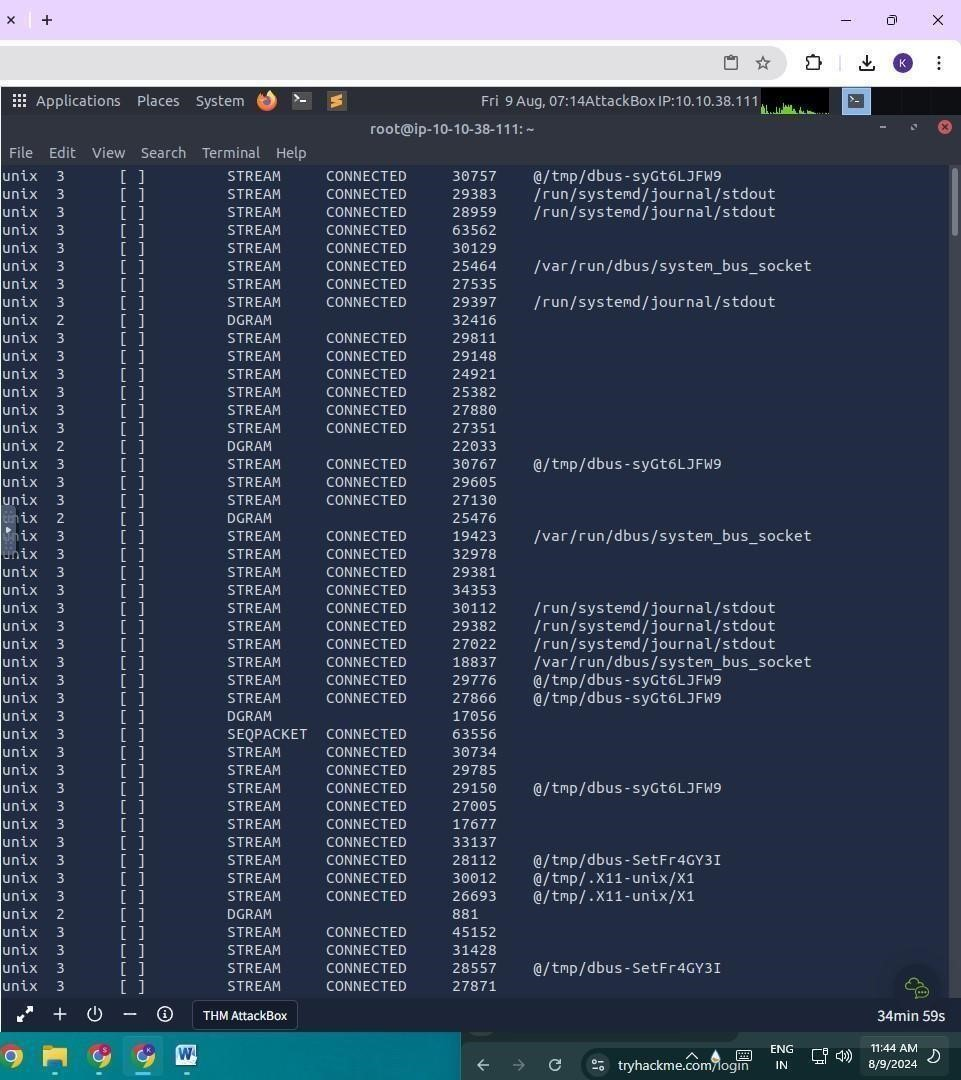 Applications Places System Fri 9 Aug, 07:14 AttackBox IP:10.10.38.111
root@ip-10-10-38-111: ~
File Edit View Search Terminal Help
unix 3 [ ] STREAM CONNECTED 30757 @/tmp/dbus-syGt6LJFW9
unix 3 [ ] STREAM CONNECTED 29383 /run/systemd/journal/stdout
unix 3 [ ] STREAM CONNECTED 28959 /run/systemd/journal/stdout
unix 3 [ ] STREAM CONNECTED 63562
unix 3 [ ] STREAM CONNECTED 30129
unix 3 [ ] STREAM CONNECTED 25464 /var/run/dbus/system_bus_socket
unix 3 [ ] STREAM CONNECTED 27535
unix 3 [ ] STREAM CONNECTED 29397 /run/systemd/journal/stdout
unix 2 [ ] DGRAM 32416
unix 3 [ ] STREAM CONNECTED 29811
unix 3 [ ] STREAM CONNECTED 29148
unix 3 [ ] STREAM CONNECTED 24921
unix 3 [ ] STREAM CONNECTED 25382
unix 3 [ ] STREAM CONNECTED 27880
unix 3 [ ] STREAM CONNECTED 27351
unix 2 [ ] DGRAM 22033
unix 3 [ ] STREAM CONNECTED 30767 @/tmp/dbus-syGt6LJFW9
unix 3 [ ] STREAM CONNECTED 29605
unix 3 [ ] STREAM CONNECTED 27130
unix 2 [ ] DGRAM 25476
unix 3 [ ] STREAM CONNECTED 19423 /var/run/dbus/system_bus_socket
unix 3 [ ] STREAM CONNECTED 32978
unix 3 [ ] STREAM CONNECTED 29381
unix 3 [ ] STREAM CONNECTED 34353
unix 3 [ ] STREAM CONNECTED 30112 /run/systemd/journal/stdout
unix 3 [ ] STREAM CONNECTED 29382 /run/systemd/journal/stdout
unix 3 [ ] STREAM CONNECTED 27022 /run/systemd/journal/stdout
unix 3 [ ] STREAM CONNECTED 18837 /var/run/dbus/system_bus_socket
unix 3 [ ] STREAM CONNECTED 29776 @/tmp/dbus-syGt6LJFW9
unix 3 [ ] STREAM CONNECTED 27866 @/tmp/dbus-syGt6LJFW9
unix 3 [ ] DGRAM 17056
unix 3 [ ] SEQPACKET CONNECTED 63556
unix 3 [ ] STREAM CONNECTED 30734
unix 3 [ ] STREAM CONNECTED 29785
unix 3 [ ] STREAM CONNECTED 29150 @/tmp/dbus-syGt6LJFW9
unix 3 [ ] STREAM CONNECTED 27005
unix 3 [ ] STREAM CONNECTED 17677
unix 3 [ ] STREAM CONNECTED 33137
unix 3 [ ] STREAM CONNECTED 28112 @/tmp/dbus-SetFr4GY3I
unix 3 [ ] STREAM CONNECTED 30012 @/tmp/.X11-unix/X1
unix 3 [ ] STREAM CONNECTED 26693 @/tmp/.X11-unix/X1
unix 2 [ ] DGRAM 881
unix 3 [ ] STREAM CONNECTED 45152
unix 3 [ ] STREAM CONNECTED 31428
unix 3 [ ] STREAM CONNECTED 28557 @/tmp/dbus-SetFr4GY3I
unix 3 [ ] STREAM CONNECTED 27871
THM AttackBox 34min 59s
tryhackme.com/login ENG IN 11:44 AM 8/9/2024